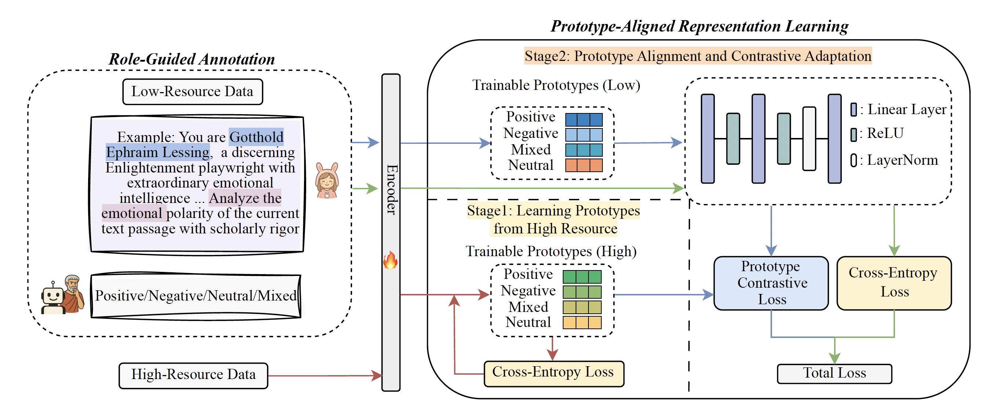 Prototype-Aligned Representation Learning
Role-Guided Annotation
Low-Resource Data
Example: You are Gotthold
Ephraim Lessing, a discerning
Enlightenment playwright with
extraordinary emotional
intelligence ... Analyze the
emotional polarity of the current
text passage with scholarly rigor
Positive/Negative/Neutral/Mixed
High-Resource Data
Encoder
Stage2: Prototype Alignment and Contrastive Adaptation
Trainable Prototypes (Low)
Positive
Negative
Mixed
Neutral
: Linear Layer
: ReLU
: LayerNorm
Stage1: Learning Prototypes
from High Resource
Trainable Prototypes (High)
Positive
Negative
Mixed
Neutral
Cross-Entropy Loss
Prototype
Contrastive
Loss
Cross-Entropy
Loss
Total Loss